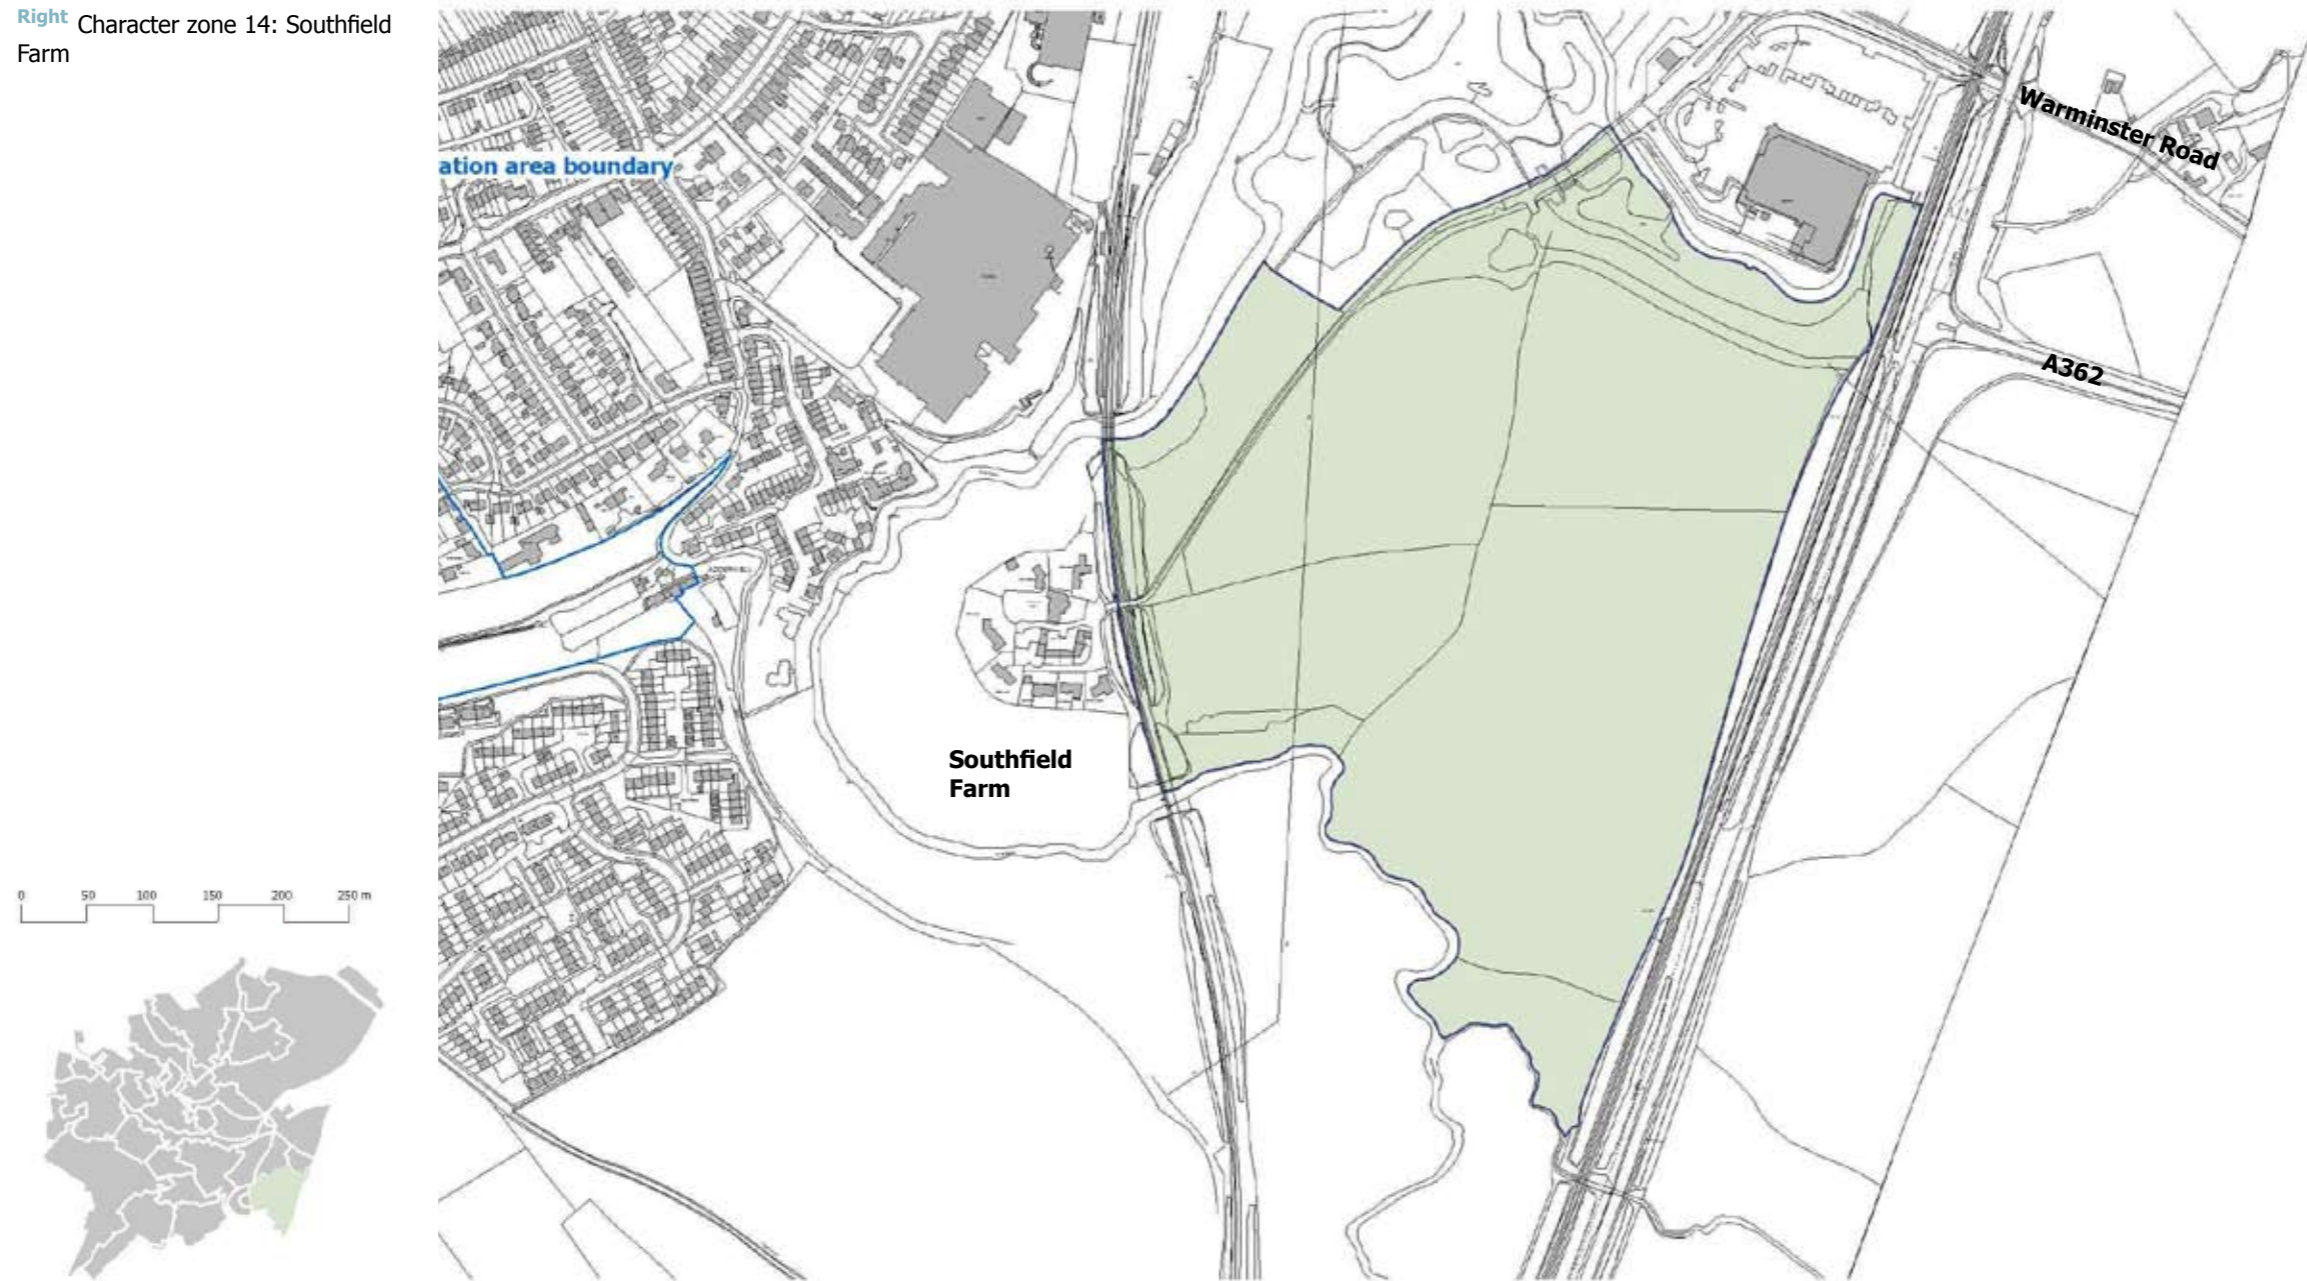 Right Character zone 14: Southfield
Farm
ation area boundary
Warminster Road
A362
Southfield
Farm
0 50 100 150 200 250 m